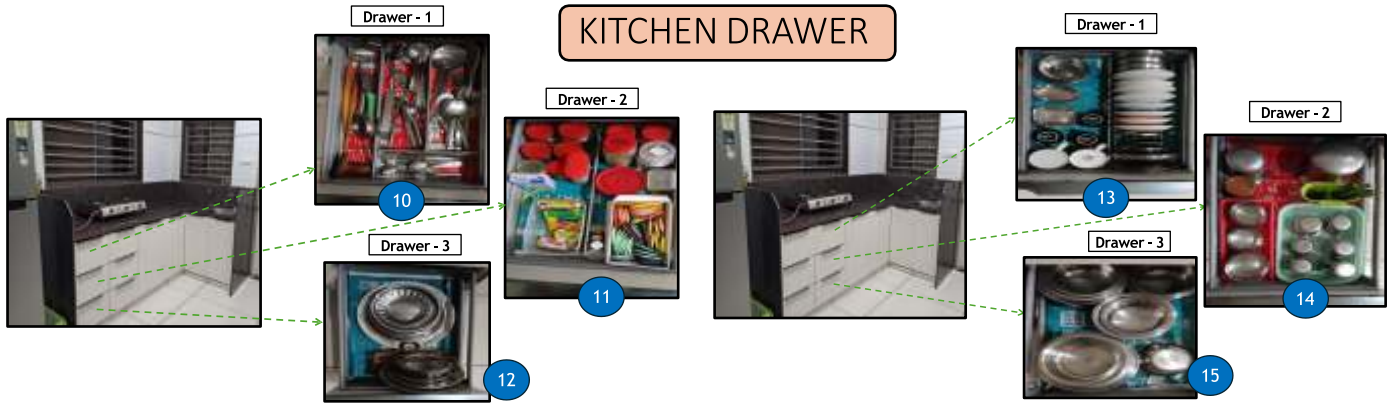 KITCHEN DRAWER
Drawer - 1
10
Drawer - 2
11
Drawer - 3
12
Drawer - 1
13
Drawer - 2
14
Drawer - 3
15